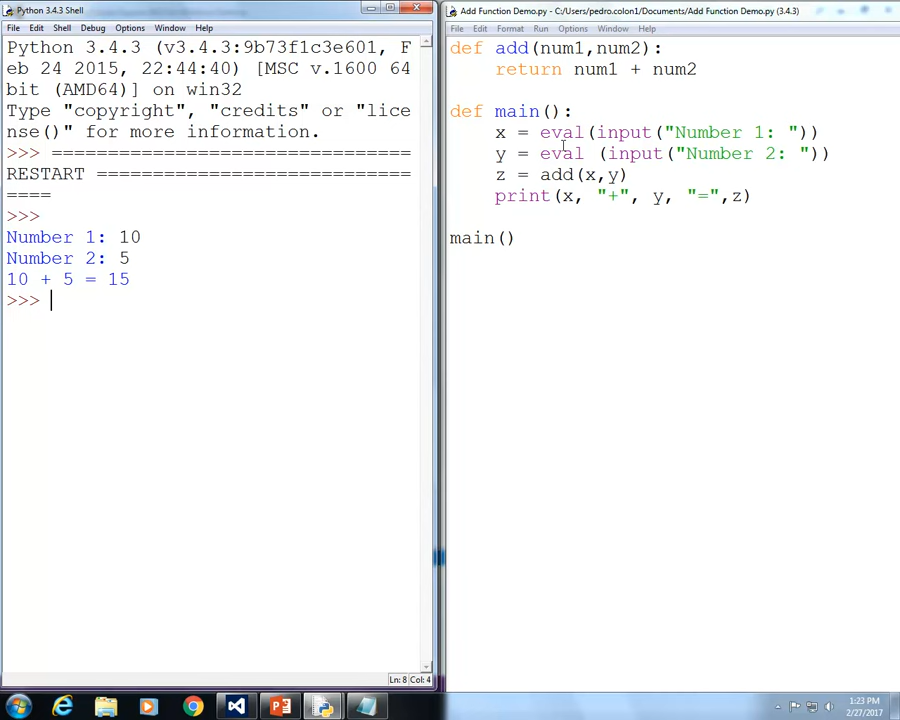 Python 3.4.3 Shell
File Edit Shell Debug Options Window Help
Python 3.4.3 (v3.4.3:9b73f1c3e601, F
eb 24 2015, 22:44:40) [MSC v.1600 64
bit (AMD64)] on win32
Type "copyright", "credits" or "lice
nse()" for more information.
>>> ================================
RESTART ============================
====
>>>
Number 1: 10
Number 2: 5
10 + 5 = 15
>>>
Ln: 8 Col: 4
Add Function Demo.py - C:/Users/pedro.colon1/Documents/Add Function Demo.py (3.4.3)
File Edit Format Run Options Window Help
def add(num1,num2):
    return num1 + num2
def main():
    x = eval(input("Number 1: "))
    y = eval (input("Number 2: "))
    z = add(x,y)
    print(x, "+", y, "=",z)
main()
1:23 PM
2/27/2017